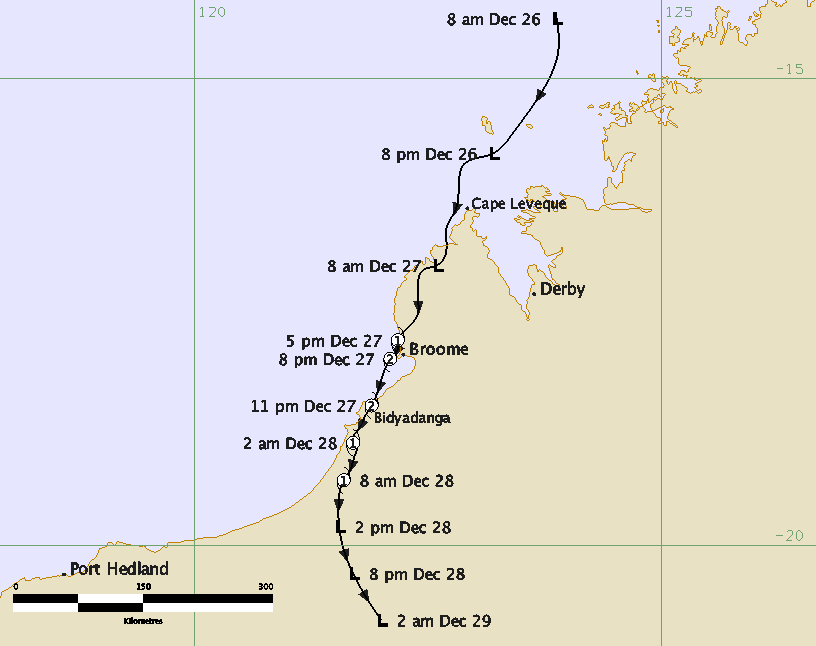 120
125
8 am Dec 26
-15
8 pm Dec 26
Cape Leveque
8 am Dec 27
Derby
5 pm Dec 27
1
Broome
8 pm Dec 27
2
11 pm Dec 27
2
Bidyadanga
2 am Dec 28
1
1
8 am Dec 28
2 pm Dec 28
-20
Port Hedland
8 pm Dec 28
0 150 300
Kilometres
2 am Dec 29